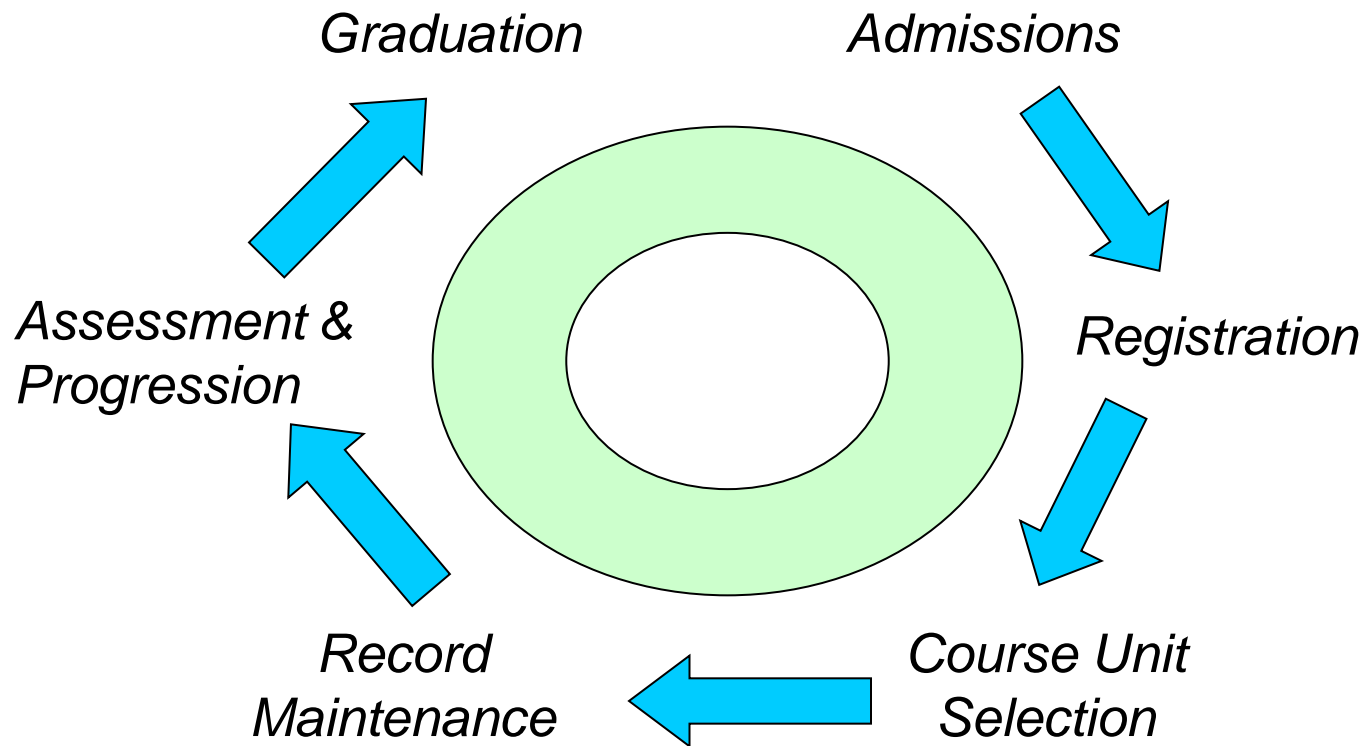 Graduation
Admissions
Assessment &
Progression
Registration
Record
Maintenance
Course Unit
Selection